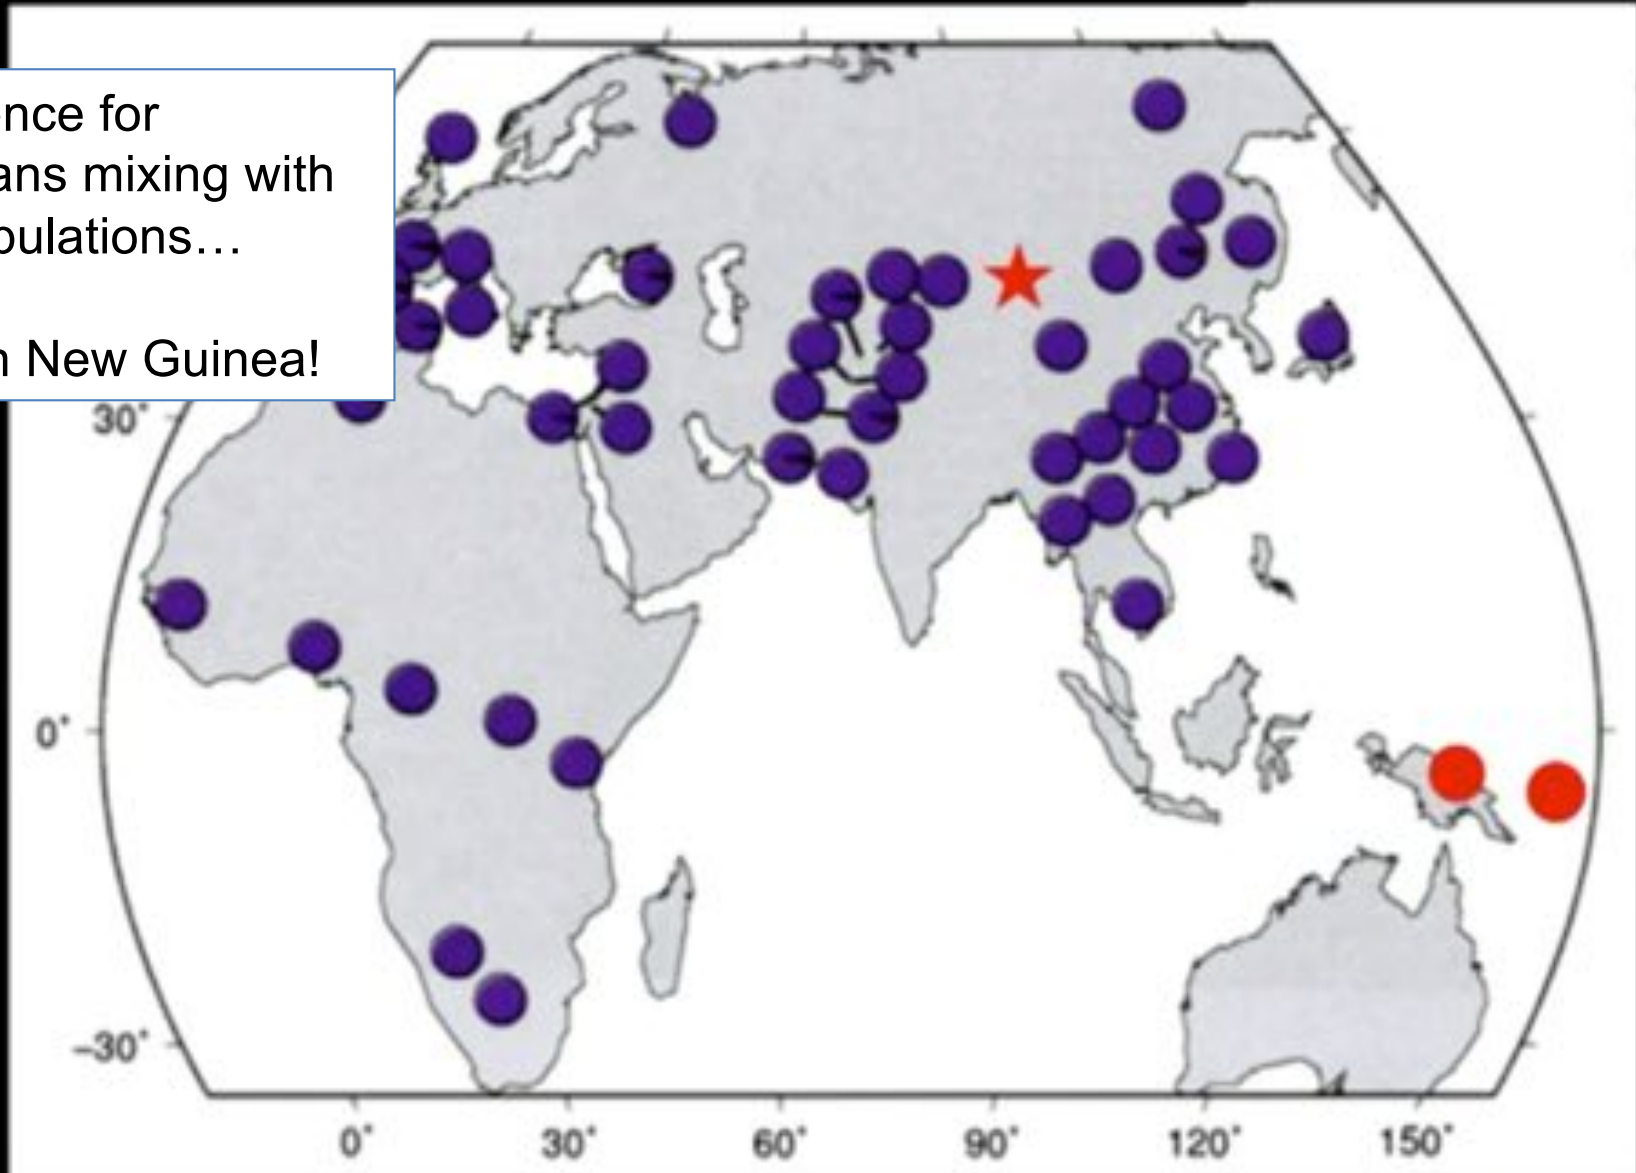 nce for
ans mixing with
pulations…
n New Guinea!
30°
0°
−30°
0° 30° 60° 90° 120° 150°